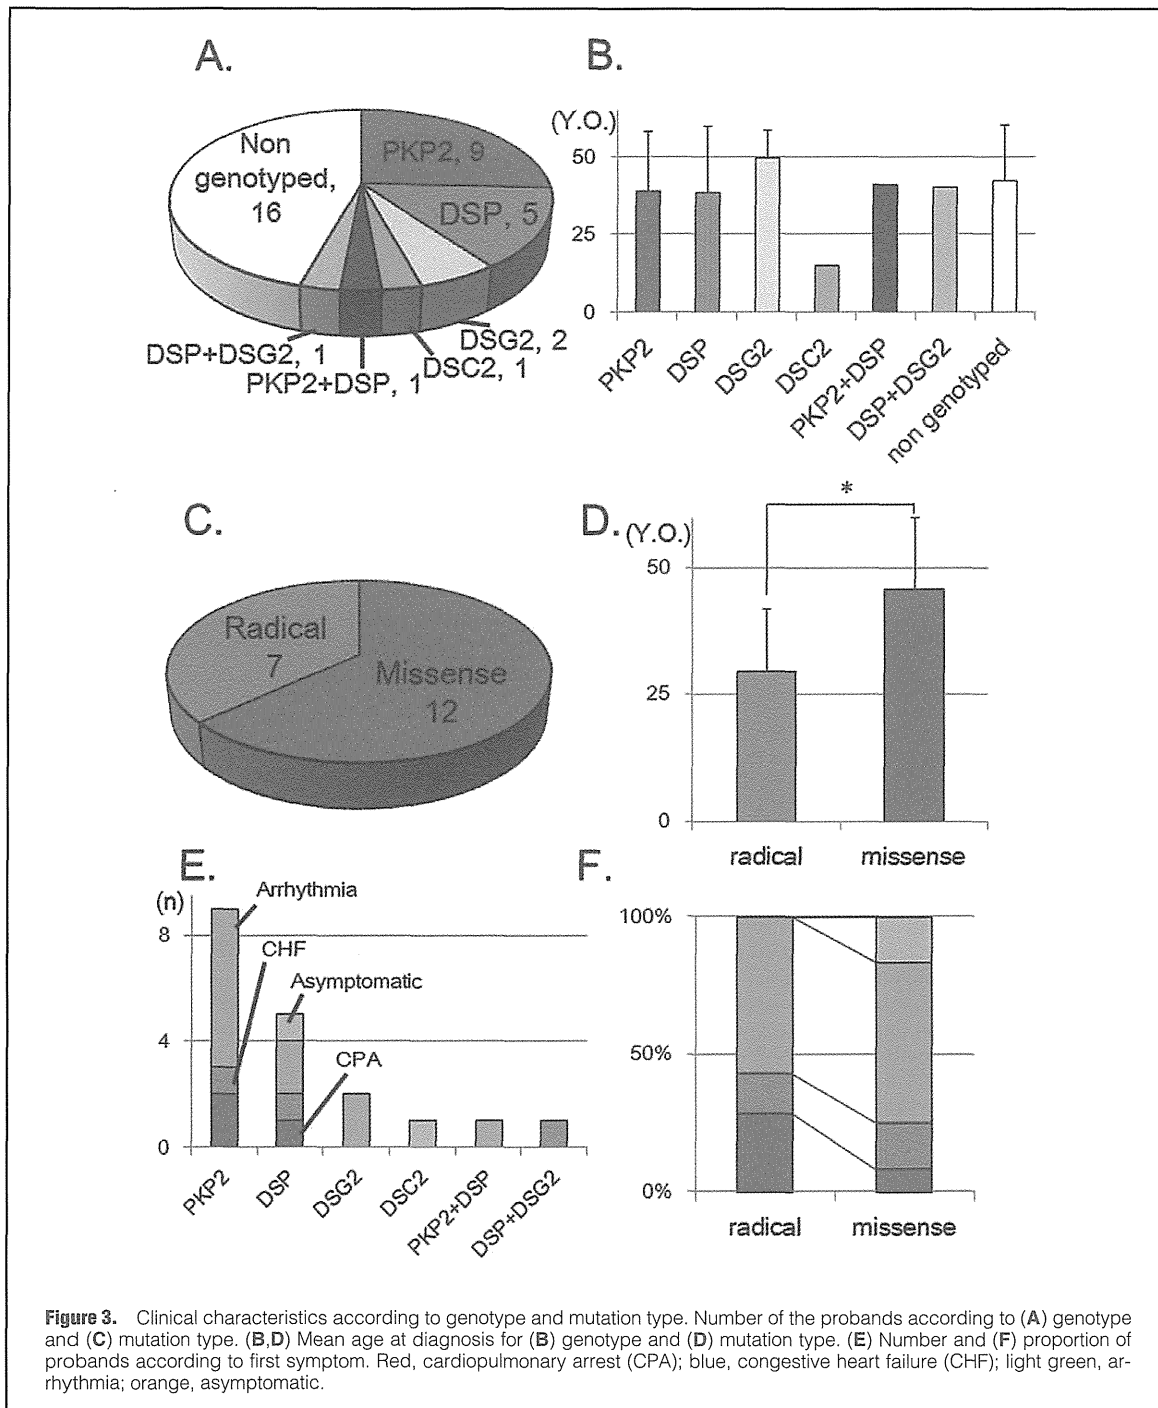 A.
Non
genotyped,
16
PKP2, 9
DSP, 5
DSG2, 2
DSC2, 1
PKP2+DSP, 1
DSP+DSG2, 1
B.
(Y.O.)
50
25
0
PKP2
DSP
DSG2
DSC2
PKP2+DSP
DSP+DSG2
non genotyped
C.
Radical
7
Missense
12
D.
(Y.O.)
*
50
25
0
radical
missense
E.
(n)
8
4
0
Arrhythmia
CHF
Asymptomatic
CPA
PKP2
DSP
DSG2
DSC2
PKP2+DSP
DSP+DSG2
F.
100%
50%
0%
radical
missense
Figure 3. Clinical characteristics according to genotype and mutation type. Number of the probands according to (A) genotype
and (C) mutation type. (B,D) Mean age at diagnosis for (B) genotype and (D) mutation type. (E) Number and (F) proportion of
probands according to first symptom. Red, cardiopulmonary arrest (CPA); blue, congestive heart failure (CHF); light green, ar-
rhythmia; orange, asymptomatic.